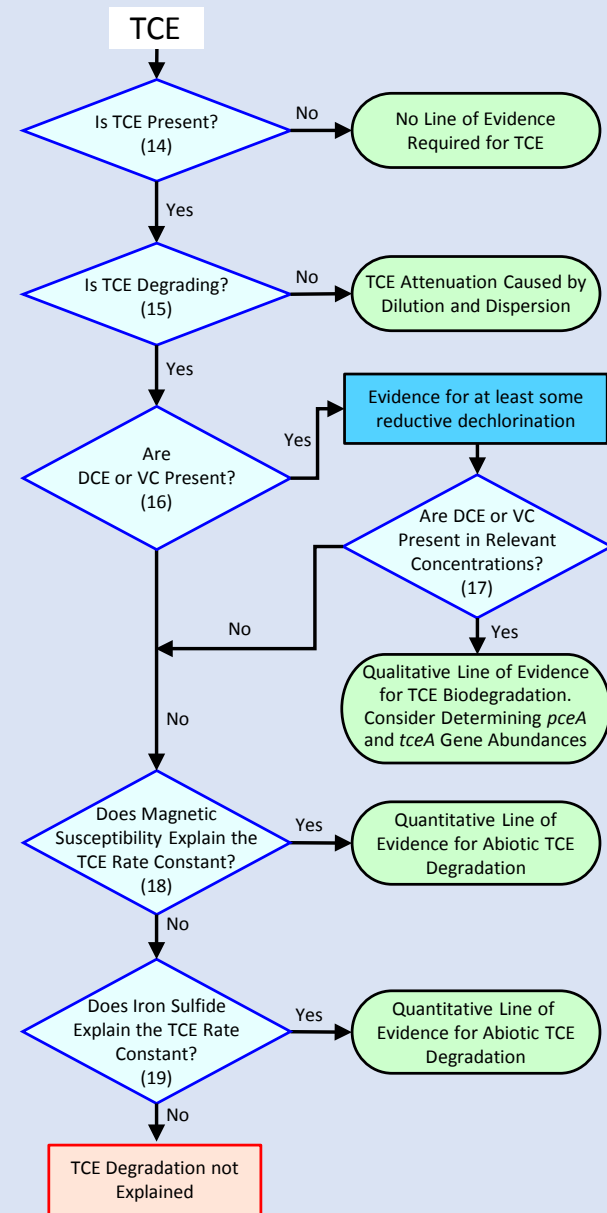 TCE
Is TCE Present?
(14)
No
No Line of Evidence
Required for TCE
Yes
Is TCE Degrading?
(15)
No
TCE Attenuation Caused by
Dilution and Dispersion
Yes
Are
DCE or VC Present?
(16)
Yes
Evidence for at least some
reductive dechlorination
Are DCE or VC
Present in Relevant
Concentrations?
(17)
No
Yes
Qualitative Line of Evidence
for TCE Biodegradation.
Consider Determining pceA
and tceA Gene Abundances
No
Does Magnetic
Susceptibility Explain the
TCE Rate Constant?
(18)
Yes
Quantitative Line of
Evidence for Abiotic TCE
Degradation
No
Does Iron Sulfide
Explain the TCE Rate
Constant?
(19)
Yes
Quantitative Line of
Evidence for Abiotic TCE
Degradation
No
TCE Degradation not
Explained